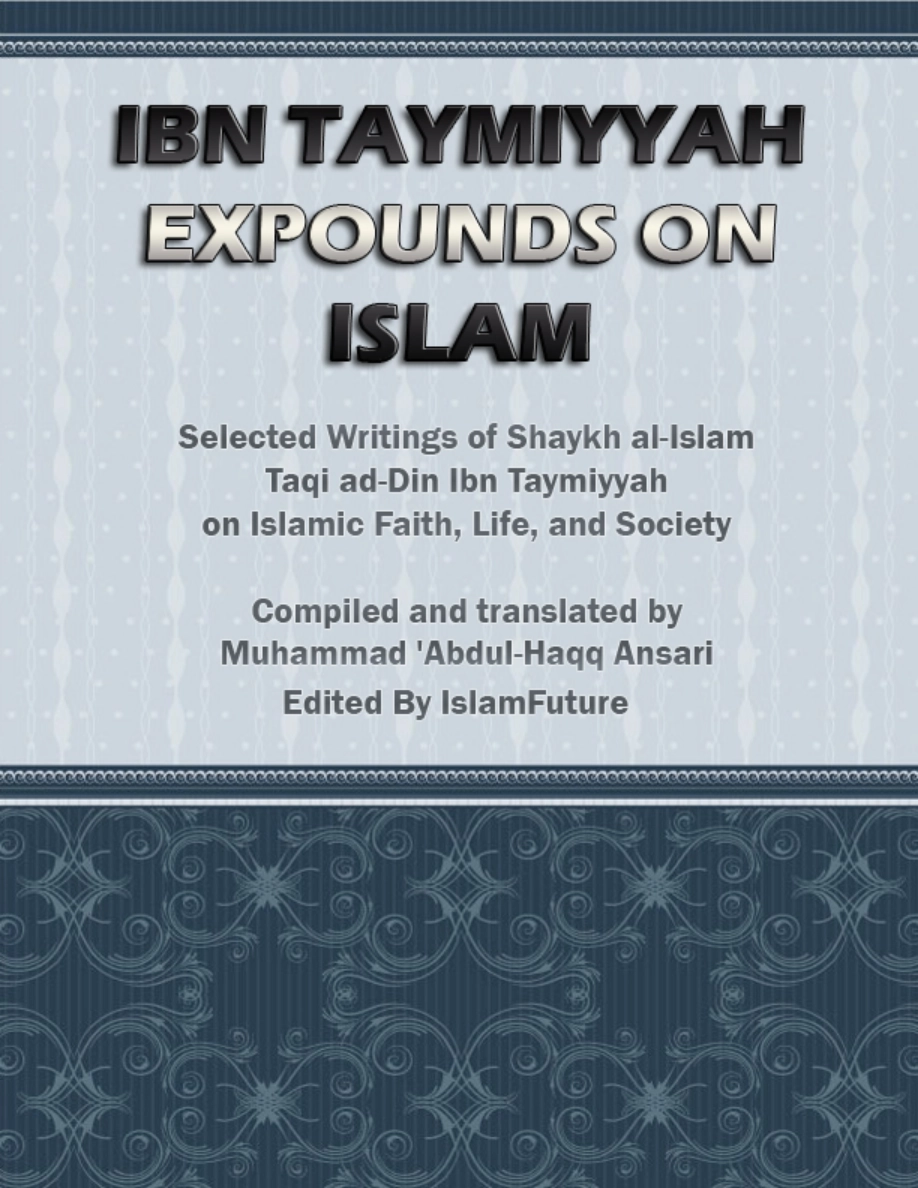 IBN TAYMIYYAH
EXPOUNDS ON
ISLAM
Selected Writings of Shaykh al-Islam
Taqi ad-Din Ibn Taymiyyah
on Islamic Faith, Life, and Society
Compiled and translated by
Muhammad 'Abdul-Haqq Ansari
Edited By IslamFuture